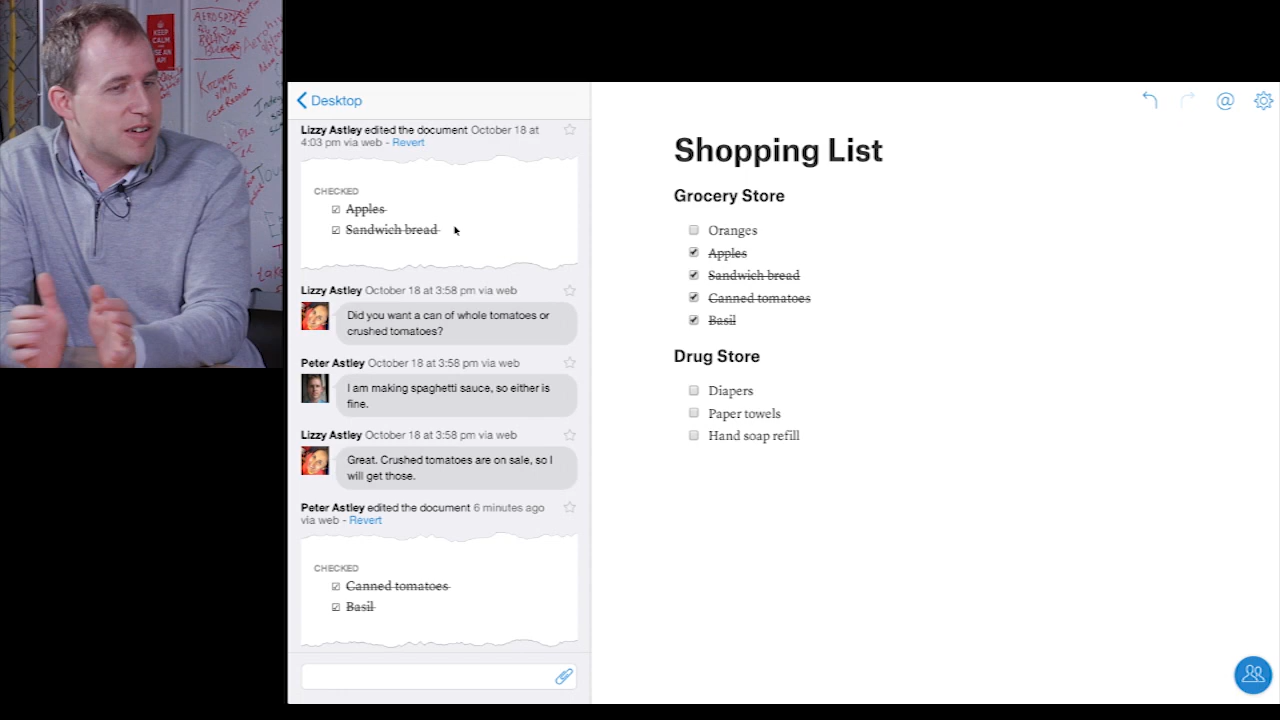 KEEP
CALM
USE AN
API
Desktop
Lizzy Astley edited the document October 18 at
4:03 pm via web - Revert
CHECKED
Apples
Sandwich bread
Lizzy Astley October 18 at 3:58 pm via web
Did you want a can of whole tomatoes or
crushed tomatoes?
Peter Astley October 18 at 3:58 pm via web
I am making spaghetti sauce, so either is
fine.
Lizzy Astley October 18 at 3:58 pm via web
Great. Crushed tomatoes are on sale, so I
will get those.
Peter Astley edited the document 6 minutes ago
via web - Revert
CHECKED
Canned tomatoes
Basil
@
Shopping List
Grocery Store
Oranges
Apples
Sandwich bread
Canned tomatoes
Basil
Drug Store
Diapers
Paper towels
Hand soap refill